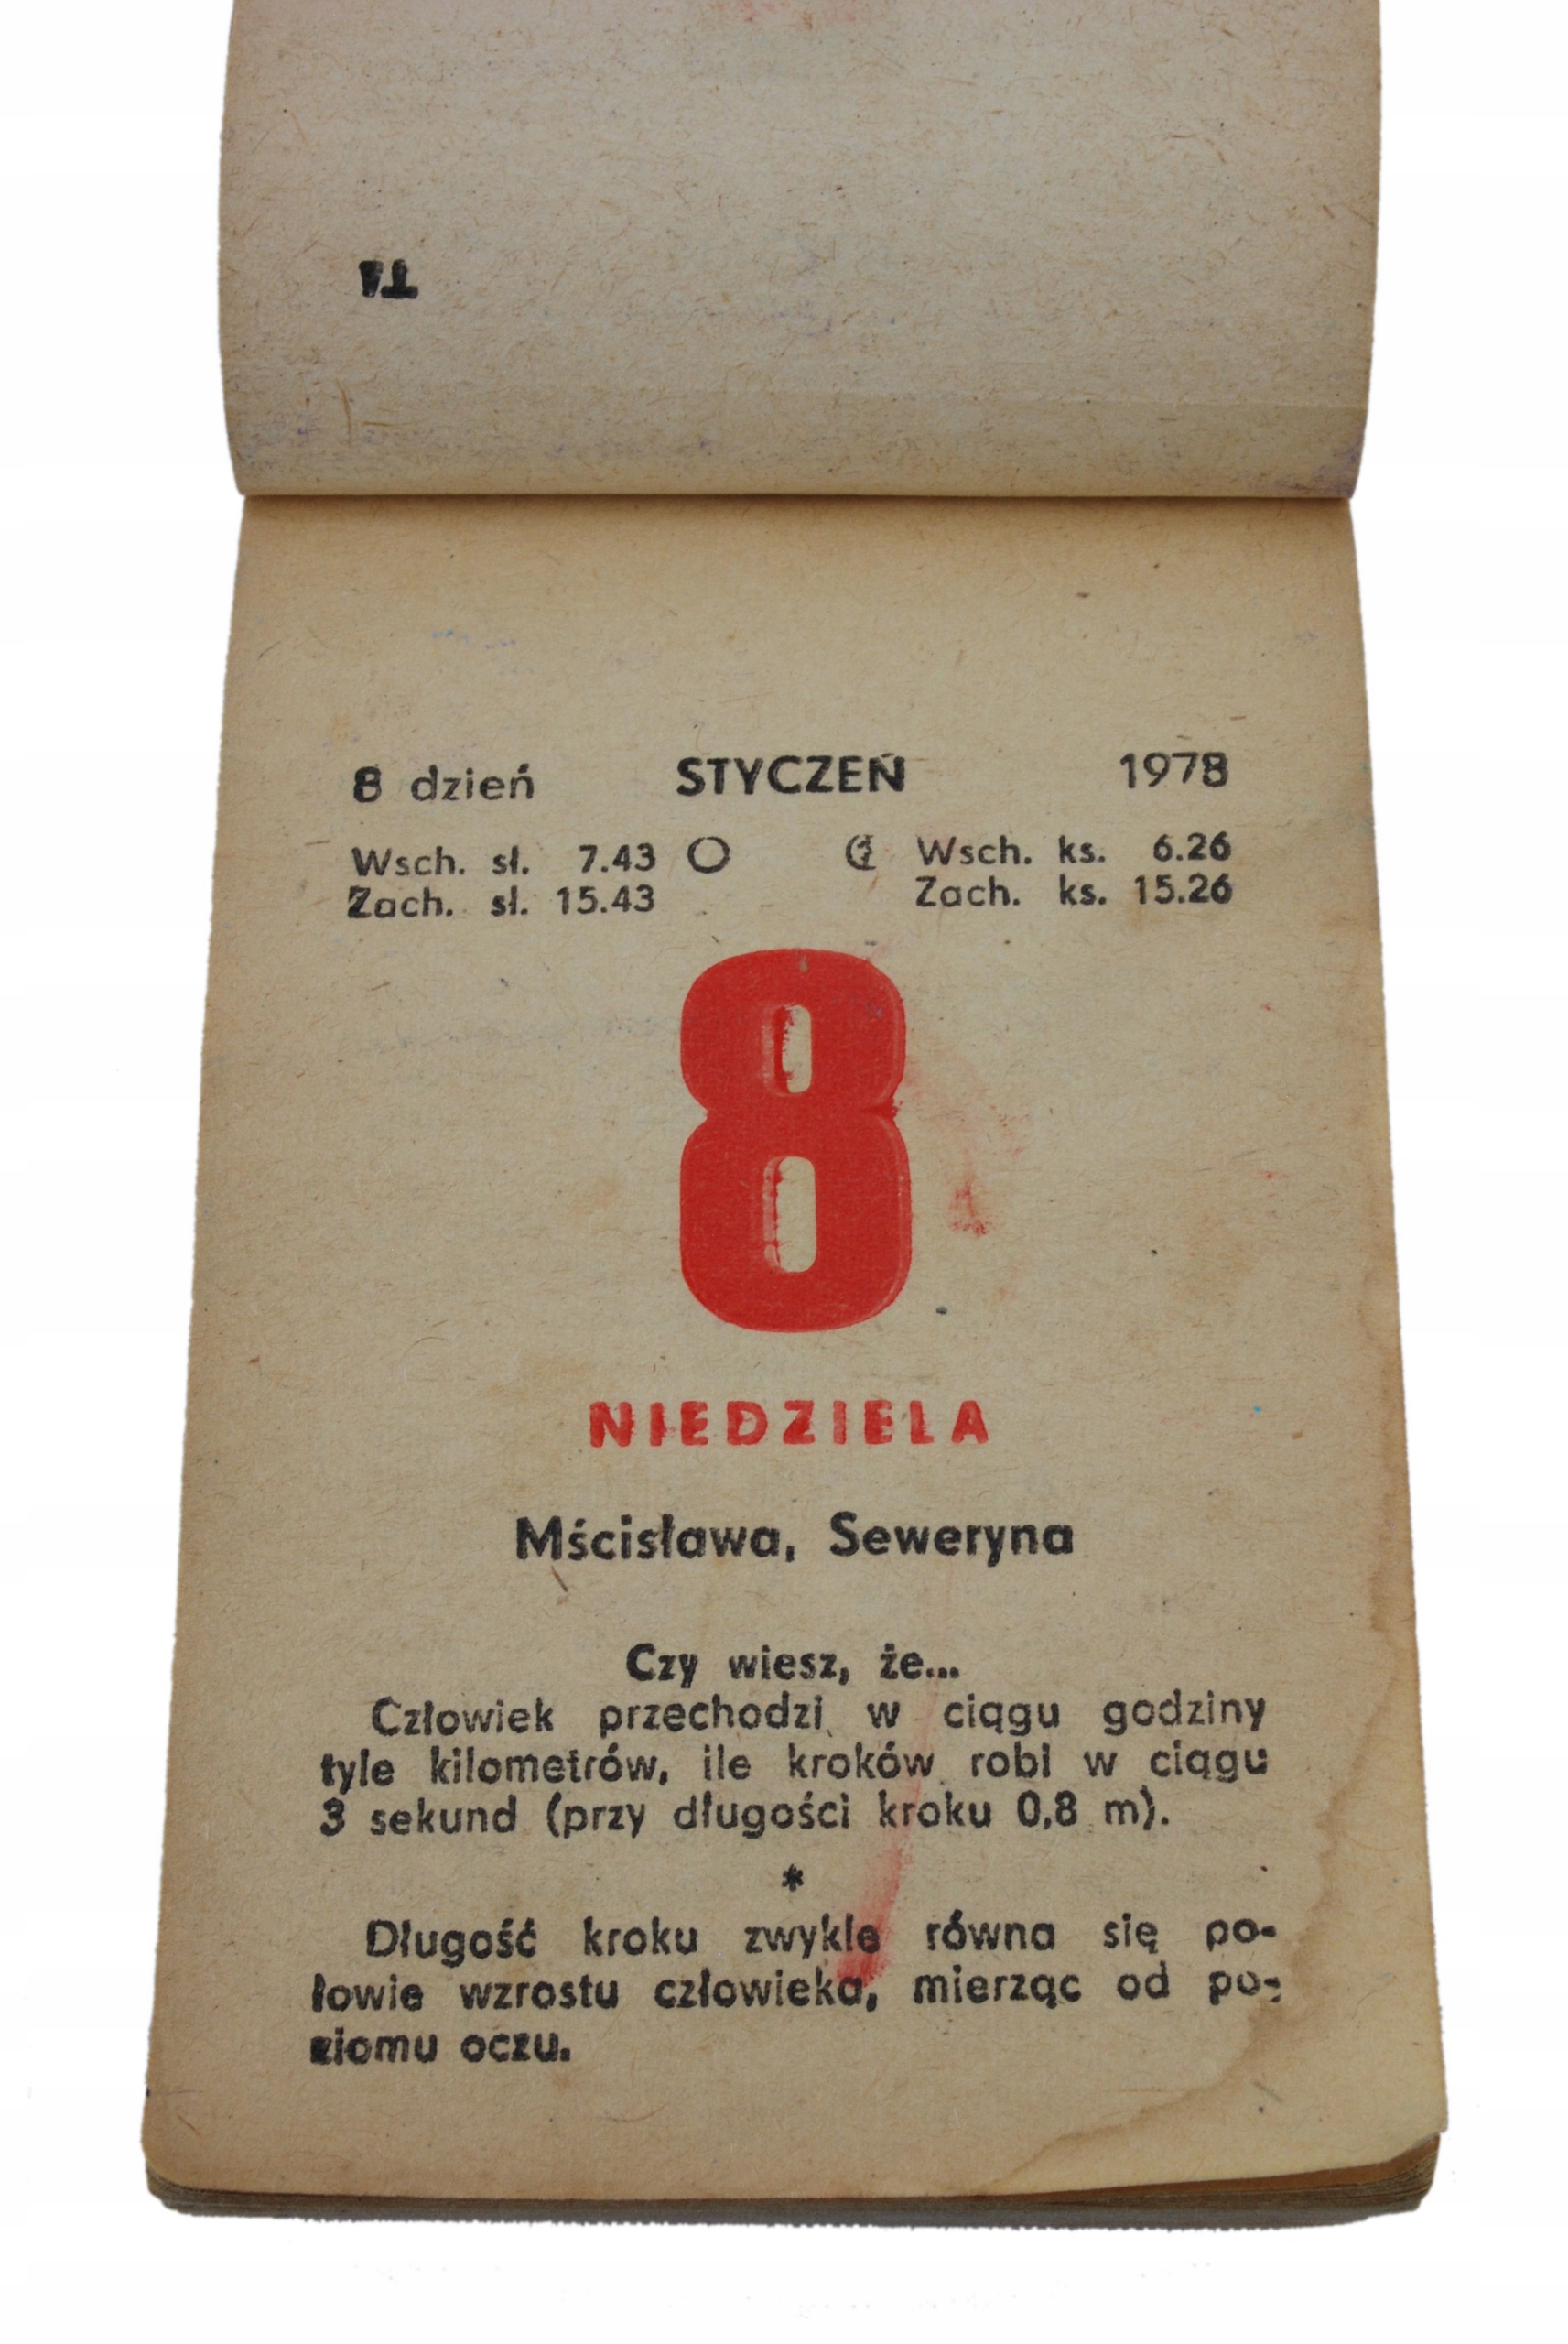 8 dzień STYCZEŃ 1978
Wsch. sł. 7.43 Wsch. ks. 6.26
Zach. sł. 15.43 Zach. ks. 15.26
8
NIEDZIELA
Mścisława, Seweryna
Czy wiesz, że...
Człowiek przechodzi w ciągu godziny
tyle kilometrów, ile kroków robi w ciągu
3 sekund (przy długości kroku 0,8 m).
*
Długość kroku zwykle równa się po-
łowie wzrostu człowieka, mierząc od po-
ziomu oczu.